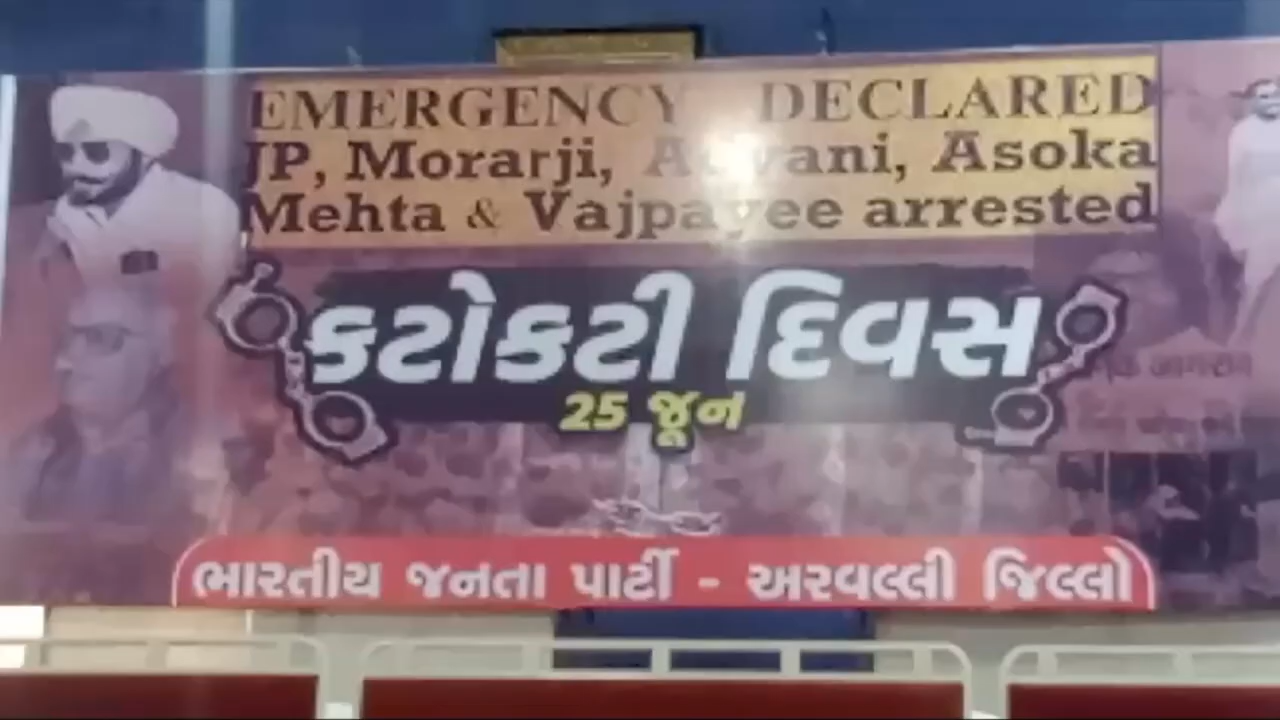 EMERGENCY DECLARED
JP, Morarji, Advani, Asoka
Mehta & Vajpayee arrested
કટોકટી દિવસ
25 જૂન
ભારતીય જનતા પાર્ટી - અરવલ્લી જિલ્લો